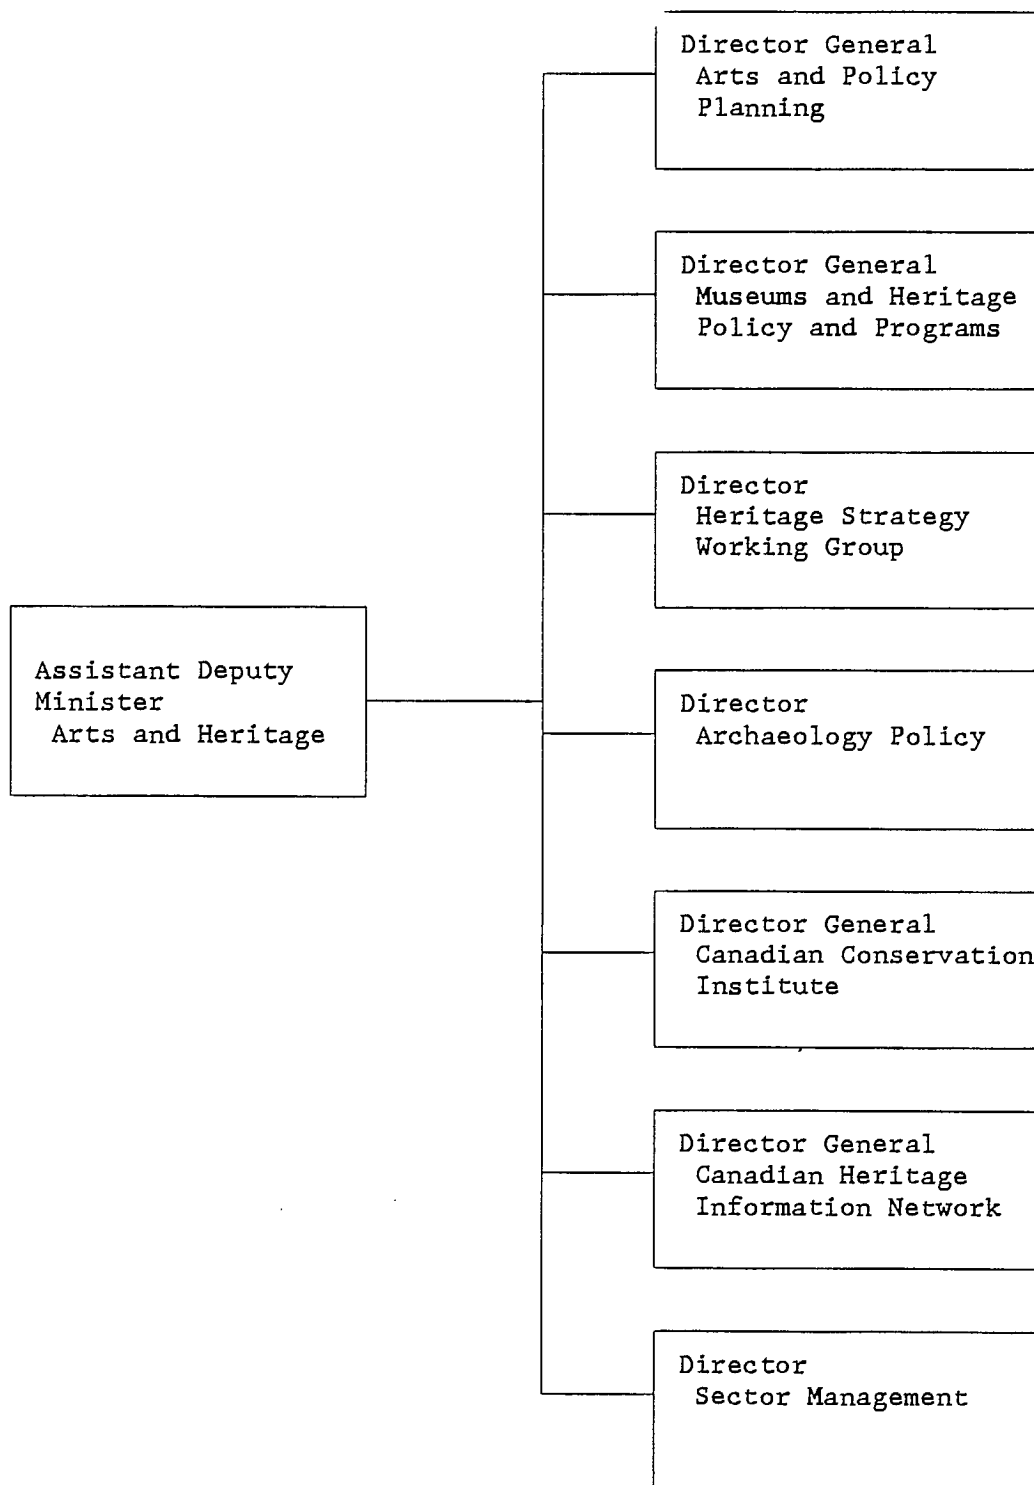 Director General
Arts and Policy
Planning
Director General
Museums and Heritage
Policy and Programs
Director
Heritage Strategy
Working Group
Assistant Deputy
Minister
Arts and Heritage
Director
Archaeology Policy
Director General
Canadian Conservation
Institute
Director General
Canadian Heritage
Information Network
Director
Sector Management